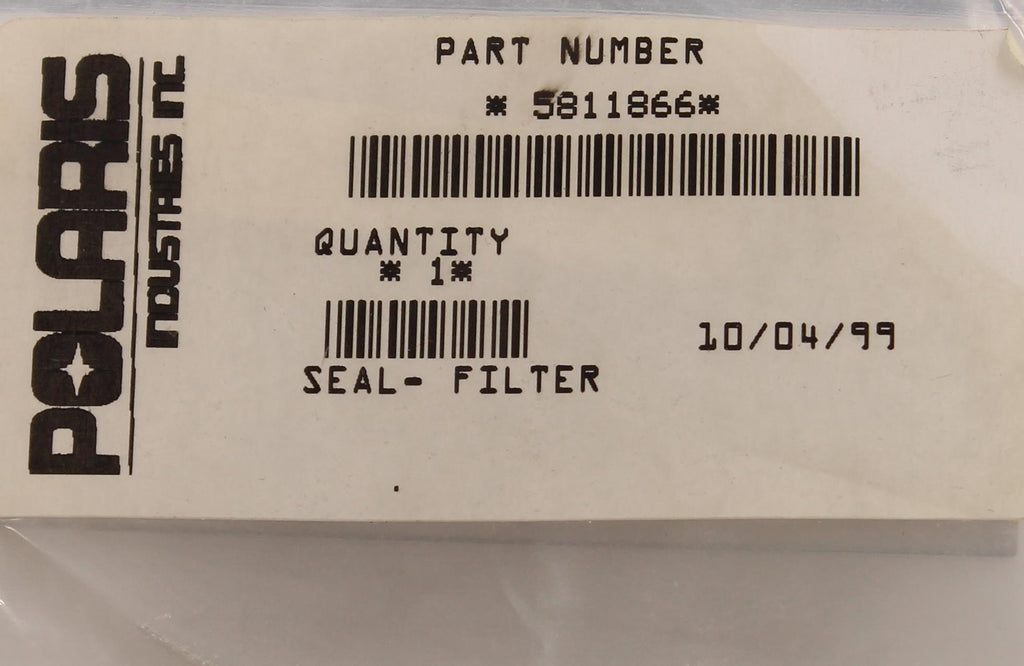 POLARIS
INDUSTRIES INC
PART NUMBER
* 5811866*
QUANTITY
* 1*
10/04/99
SEAL- FILTER